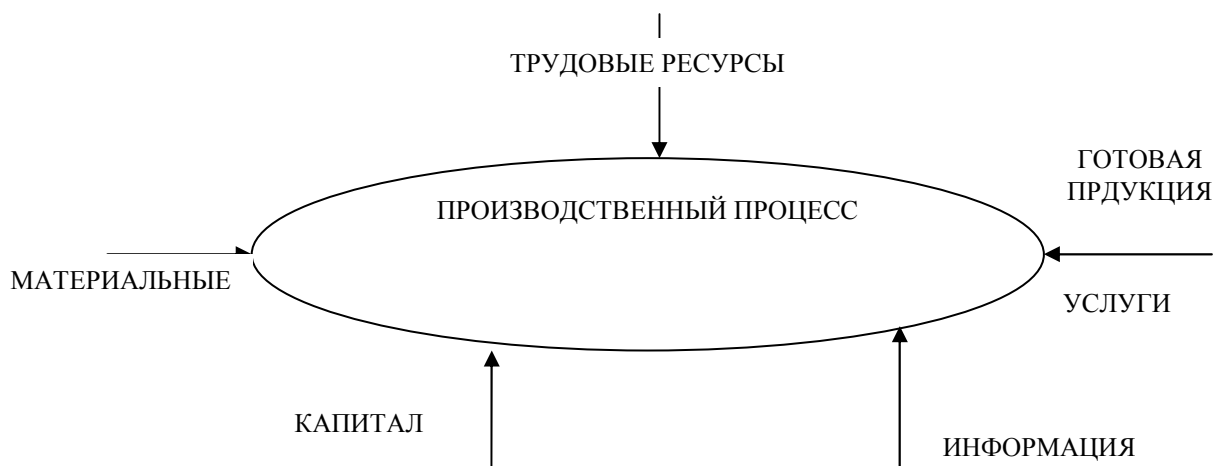 ТРУДОВЫЕ РЕСУРСЫ
ГОТОВАЯ
ПРДУКЦИЯ
ПРОИЗВОДСТВЕННЫЙ ПРОЦЕСС
МАТЕРИАЛЬНЫЕ
УСЛУГИ
КАПИТАЛ
ИНФОРМАЦИЯ